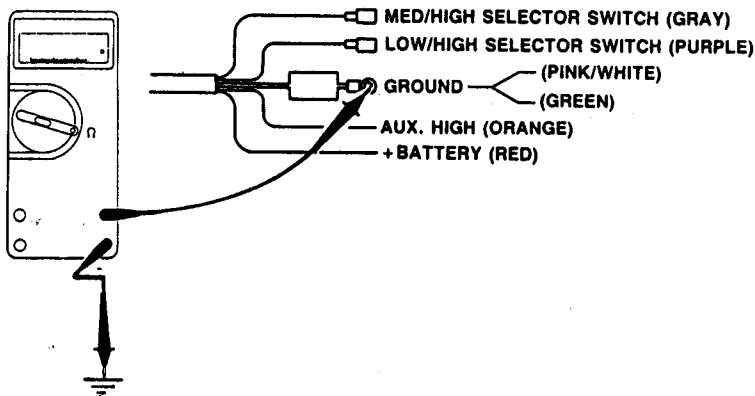 MED/HIGH SELECTOR SWITCH (GRAY)
LOW/HIGH SELECTOR SWITCH (PURPLE)
GROUND
(PINK/WHITE)
(GREEN)
AUX. HIGH (ORANGE)
+BATTERY (RED)
Ω